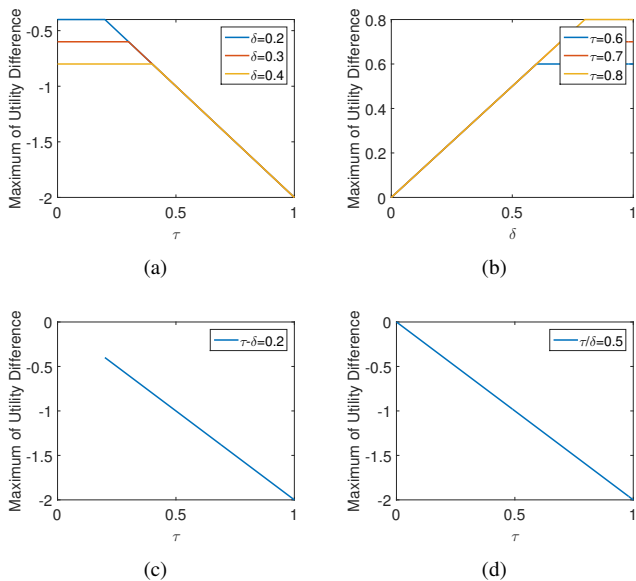 Maximum of Utility Difference
-0.5
-1
-1.5
-2
0
0.5
1
τ
δ=0.2
δ=0.3
δ=0.4
(a)
Maximum of Utility Difference
0.8
0.6
0.4
0.2
0
0
0.5
1
δ
τ=0.6
τ=0.7
τ=0.8
(b)
Maximum of Utility Difference
0
-0.5
-1
-1.5
-2
0
0.5
1
τ
τ-δ=0.2
(c)
Maximum of Utility Difference
0
-0.5
-1
-1.5
-2
0
0.5
1
τ
τ/δ=0.5
(d)